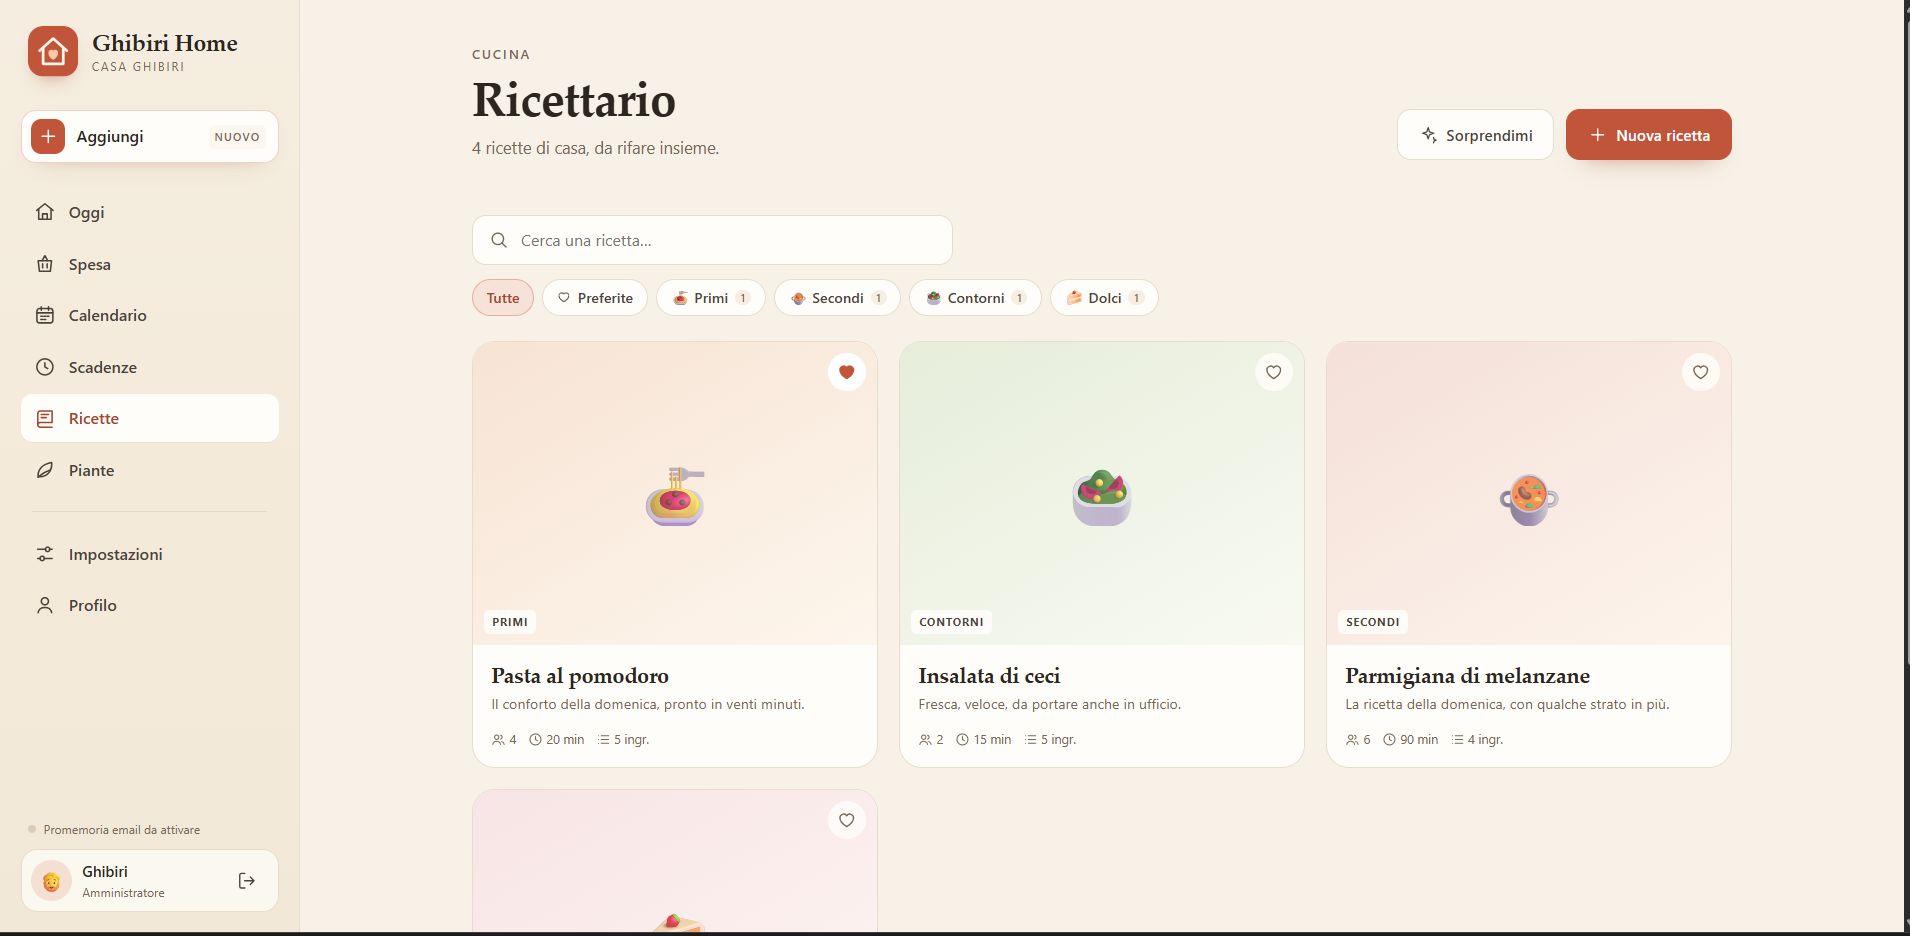 Ghibiri Home
CASA GHIBIRI
Aggiungi NUOVO
Oggi
Spesa
Calendario
Scadenze
Ricette
Piante
Impostazioni
Profilo
Promemoria email da attivare
Ghibiri
Amministratore
CUCINA
Ricettario
4 ricette di casa, da rifare insieme.
Sorprendimi
Nuova ricetta
Cerca una ricetta...
Tutte Preferite Primi 1 Secondi 1 Contorni 1 Dolci 1
PRIMI
Pasta al pomodoro
Il conforto della domenica, pronto in venti minuti.
4 20 min 5 ingr.
CONTORNI
Insalata di ceci
Fresca, veloce, da portare anche in ufficio.
2 15 min 5 ingr.
SECONDI
Parmigiana di melanzane
La ricetta della domenica, con qualche strato in più.
6 90 min 4 ingr.